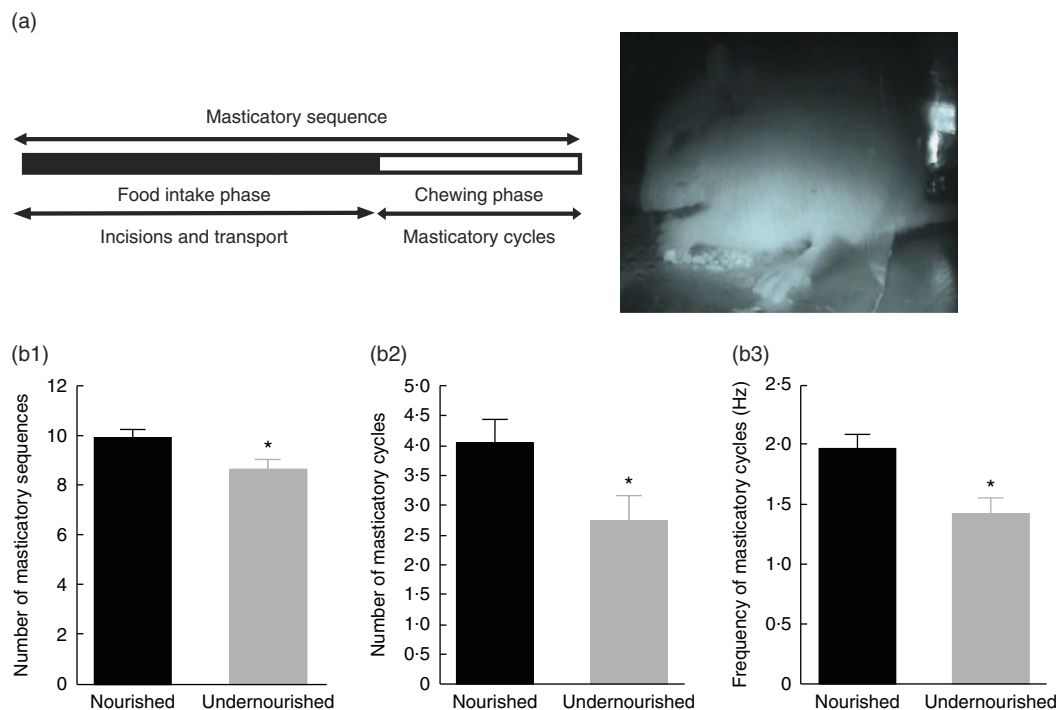 (a)
Masticatory sequence
Food intake phase
Chewing phase
Incisions and transport
Masticatory cycles
(b1)
Number of masticatory sequences
12
10
8
6
4
2
0
Nourished
Undernourished
*
(b2)
Number of masticatory cycles
5·0
4·5
4·0
3·5
3·0
2·5
2·0
1·5
1·0
0·5
0·0
Nourished
Undernourished
*
(b3)
Frequency of masticatory cycles (Hz)
2·5
2·0
1·5
1·0
0·5
0
Nourished
Undernourished
*